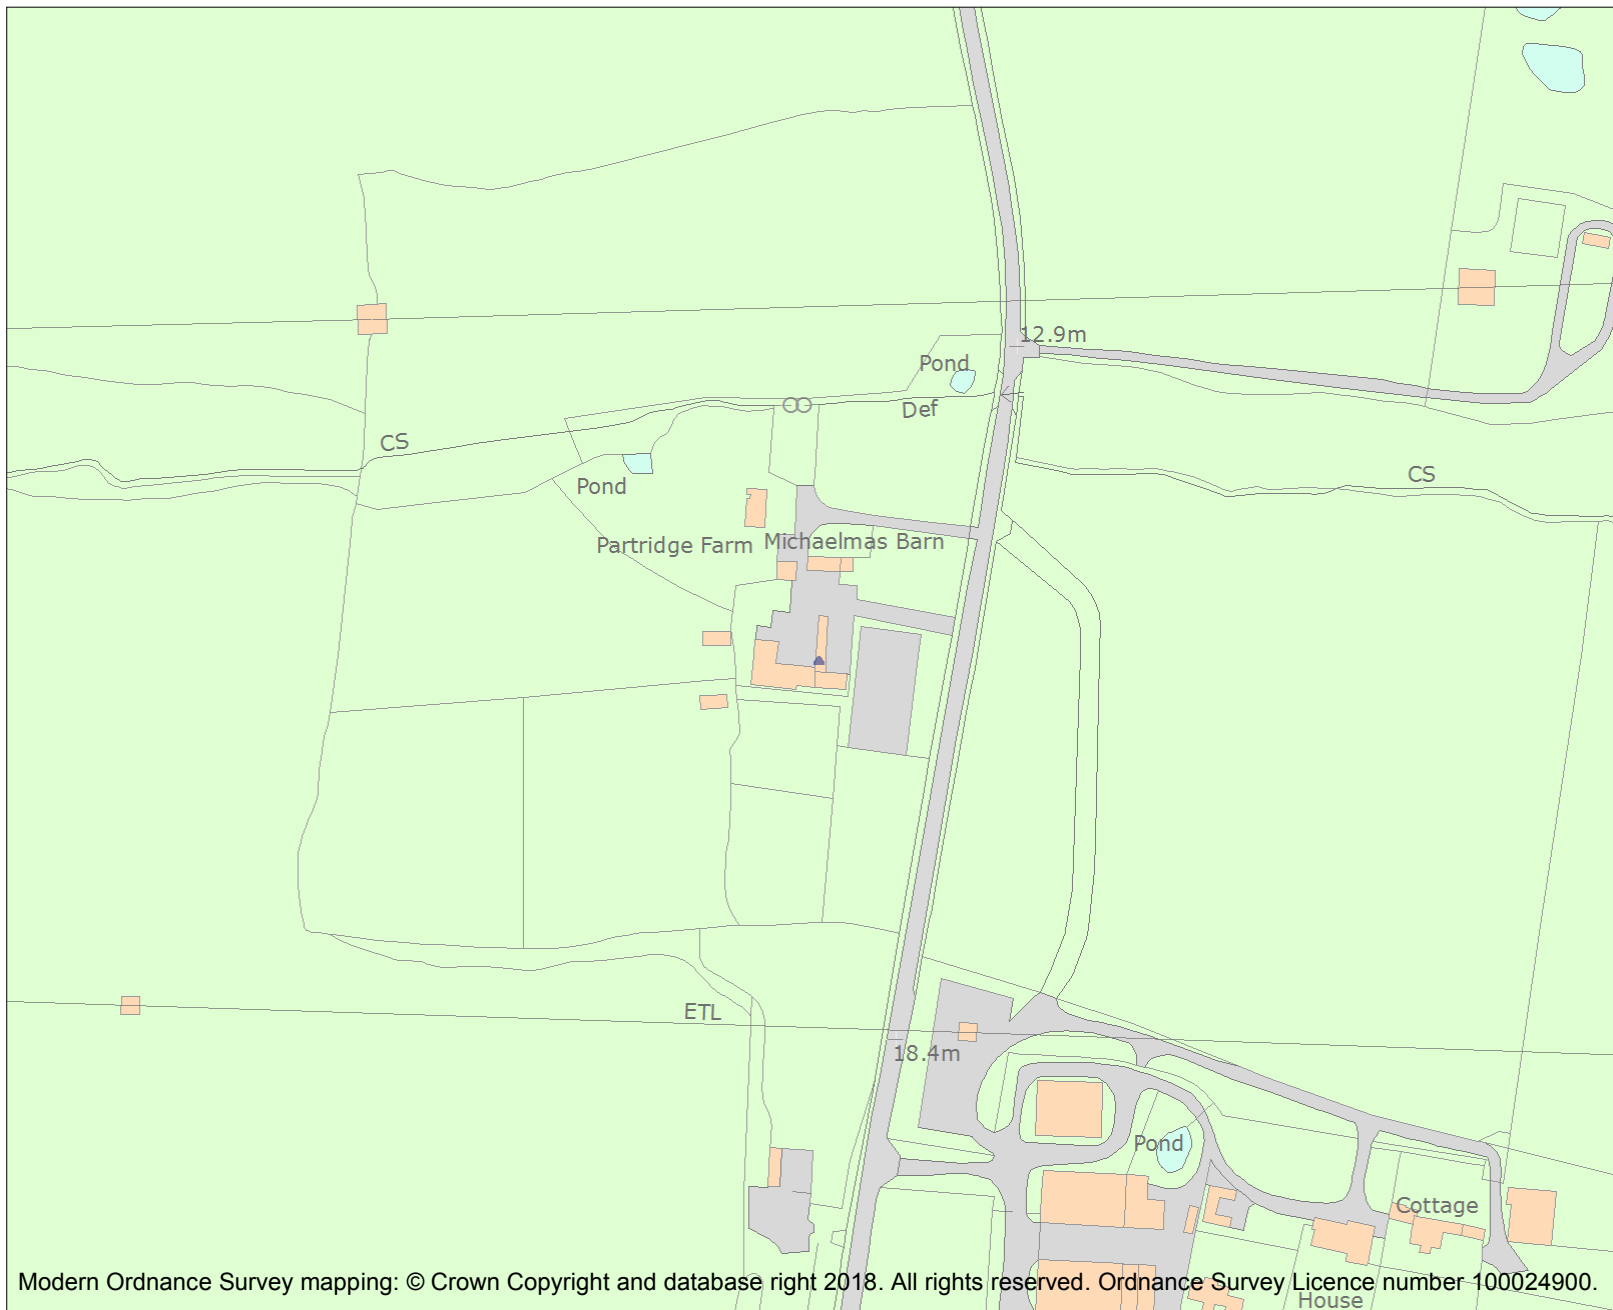 12.9m
Pond
Def
CS
CS
Pond
Partridge Farm
Michaelmas Barn
ETL
18.4m
Pond
Cottage
Modern Ordnance Survey mapping: © Crown Copyright and database right 2018. All rights reserved. Ordnance Survey Licence number 100024900.
House